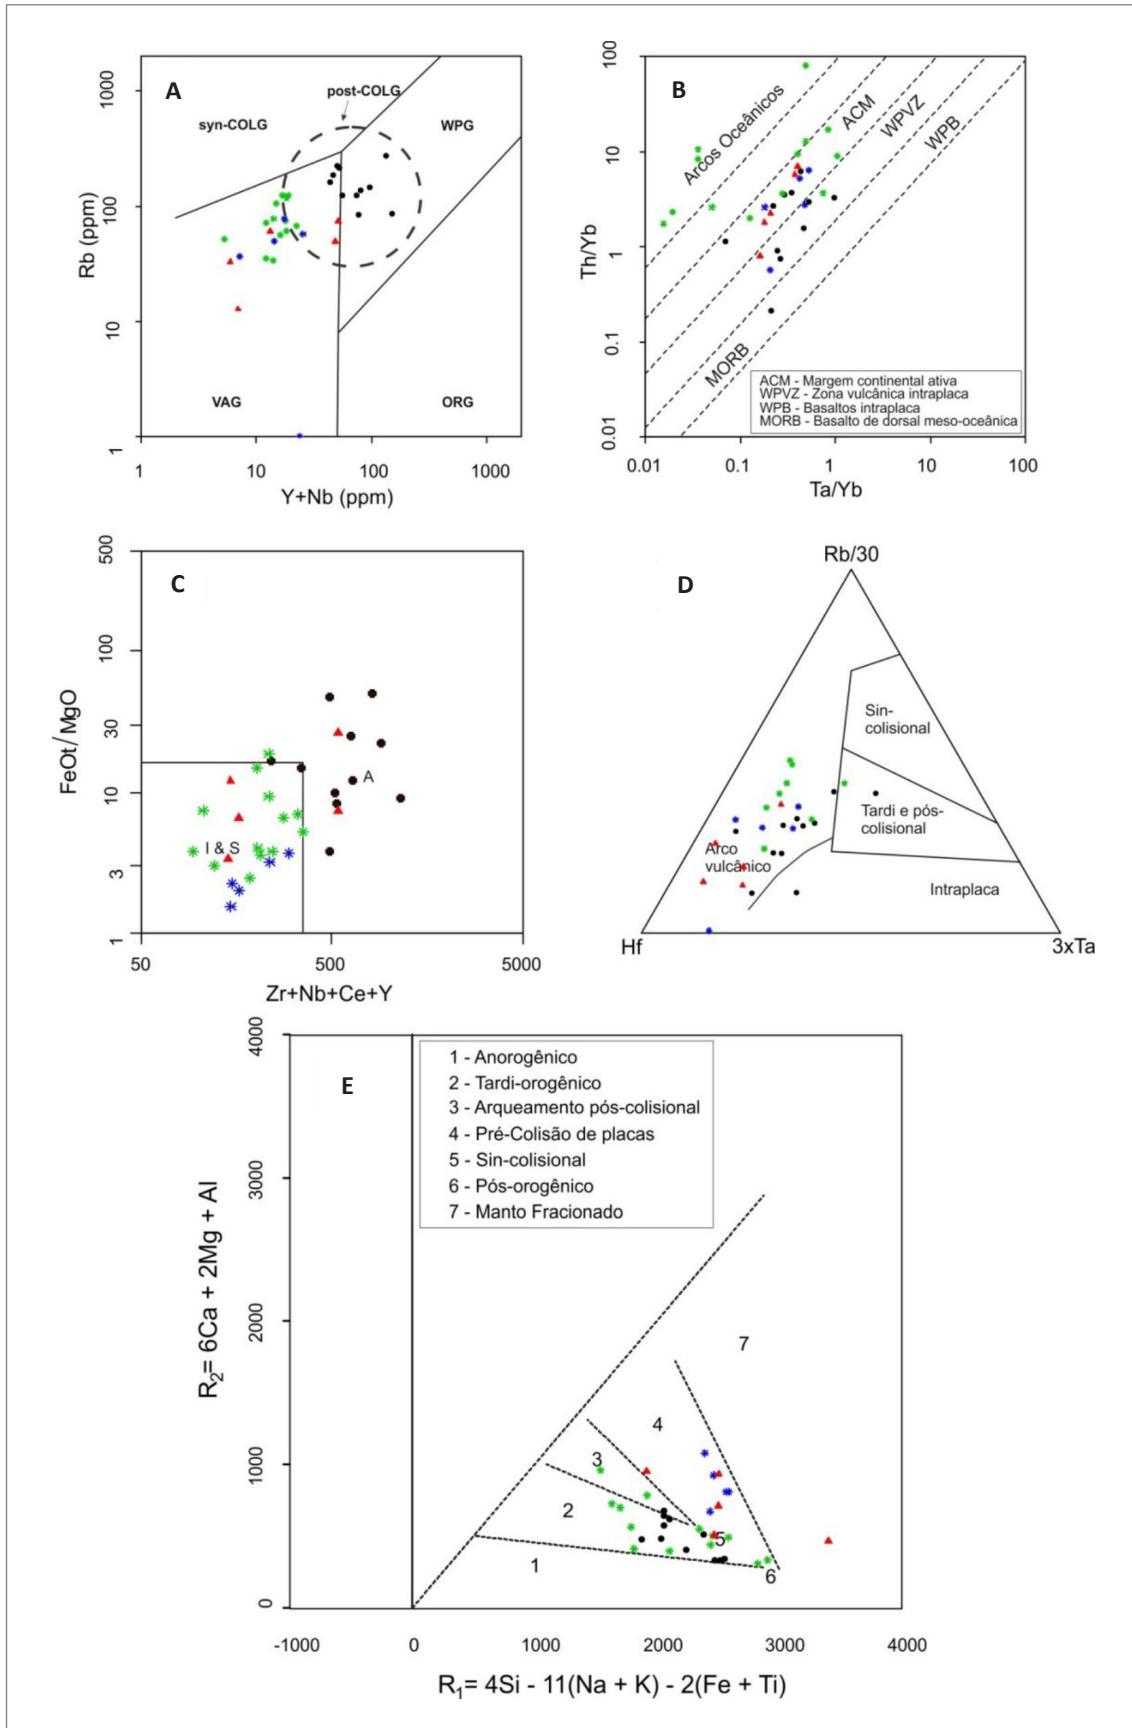 A
1000
post-COLG
syn-COLG
WPG
Rb (ppm)
100
10
VAG
ORG
1
1 10 100 1000
Y+Nb (ppm)
B
100
Arcos Oceânicos
ACM
WPVZ
WPB
Th/Yb
10
1
0.1
MORB
ACM - Margem continental ativa
WPVZ - Zona vulcânica intraplaca
WPB - Basaltos intraplaca
MORB - Basalto de dorsal meso-oceânica
0.01
0.01 0.1 1 10 100
Ta/Yb
C
500
100
FeOt/MgO
30
10
A
I & S
3
1
50 500 5000
Zr+Nb+Ce+Y
D
Rb/30
Sin-
colisional
Tardi e pós-
colisional
Arco
vulcânico
Intraplaca
Hf 3xTa
E
4000
1 - Anorogênico
2 - Tardi-orogênico
3 - Arqueamento pós-colisional
4 - Pré-Colisão de placas
5 - Sin-colisional
6 - Pós-orogênico
7 - Manto Fracionado
3000
R₂= 6Ca + 2Mg + Al
2000
7
4
1000
3
2
5
1
6
0
-1000 0 1000 2000 3000 4000
R₁= 4Si - 11(Na + K) - 2(Fe + Ti)